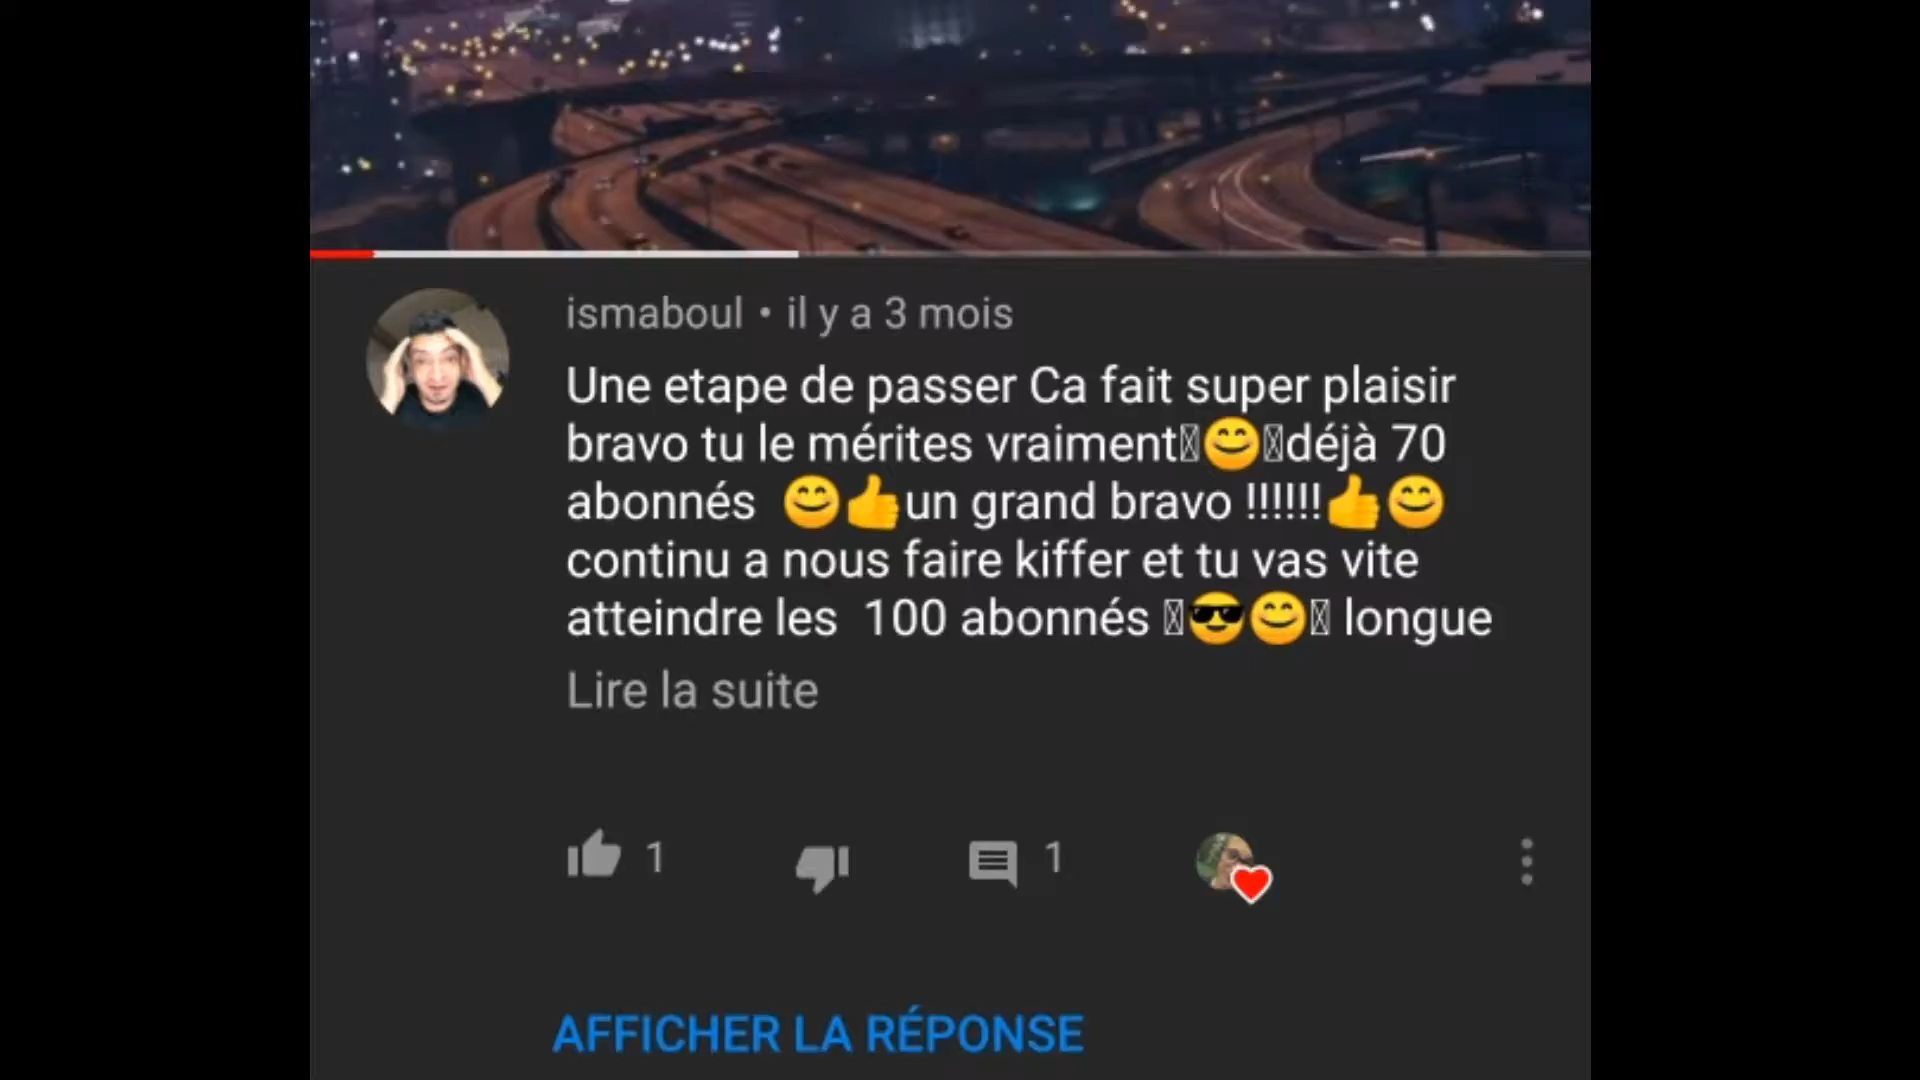 ismaboul • il y a 3 mois
Une etape de passer Ca fait super plaisir
bravo tu le mérites vraiment😊déjà 70
abonnés 😊👍un grand bravo !!!!!!👍😊
continu a nous faire kiffer et tu vas vite
atteindre les 100 abonnés 😎😊 longue
Lire la suite
1
1
AFFICHER LA RÉPONSE